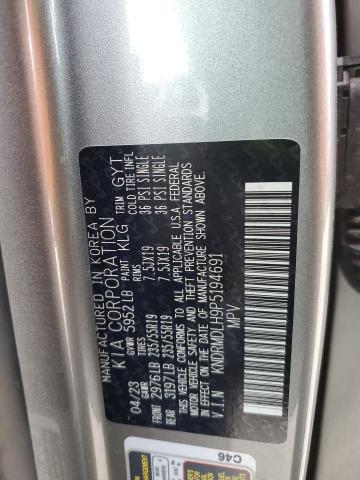 MANUFACTURED IN KOREA BY
KIA CORPORATION
04/23 GVWR 5952LB PAINT KLG TRIM GYT
GAWR TIRE RIM COLD TIRE INFL
FRONT 2976LB 235/55R19 7.5JX19 36 PSI SINGLE
REAR 3197LB 235/55R19 7.5JX19 36 PSI SINGLE
THIS VEHICLE CONFORMS TO ALL APPLICABLE U.S.A FEDERAL
MOTOR VEHICLE SAFETY AND THEFT PREVENTION STANDARDS
IN EFFECT ON THE DATE OF MANUFACTURE SHOWN ABOVE.
V.I.N KNDRMDLH9P5194691
MPV
C46